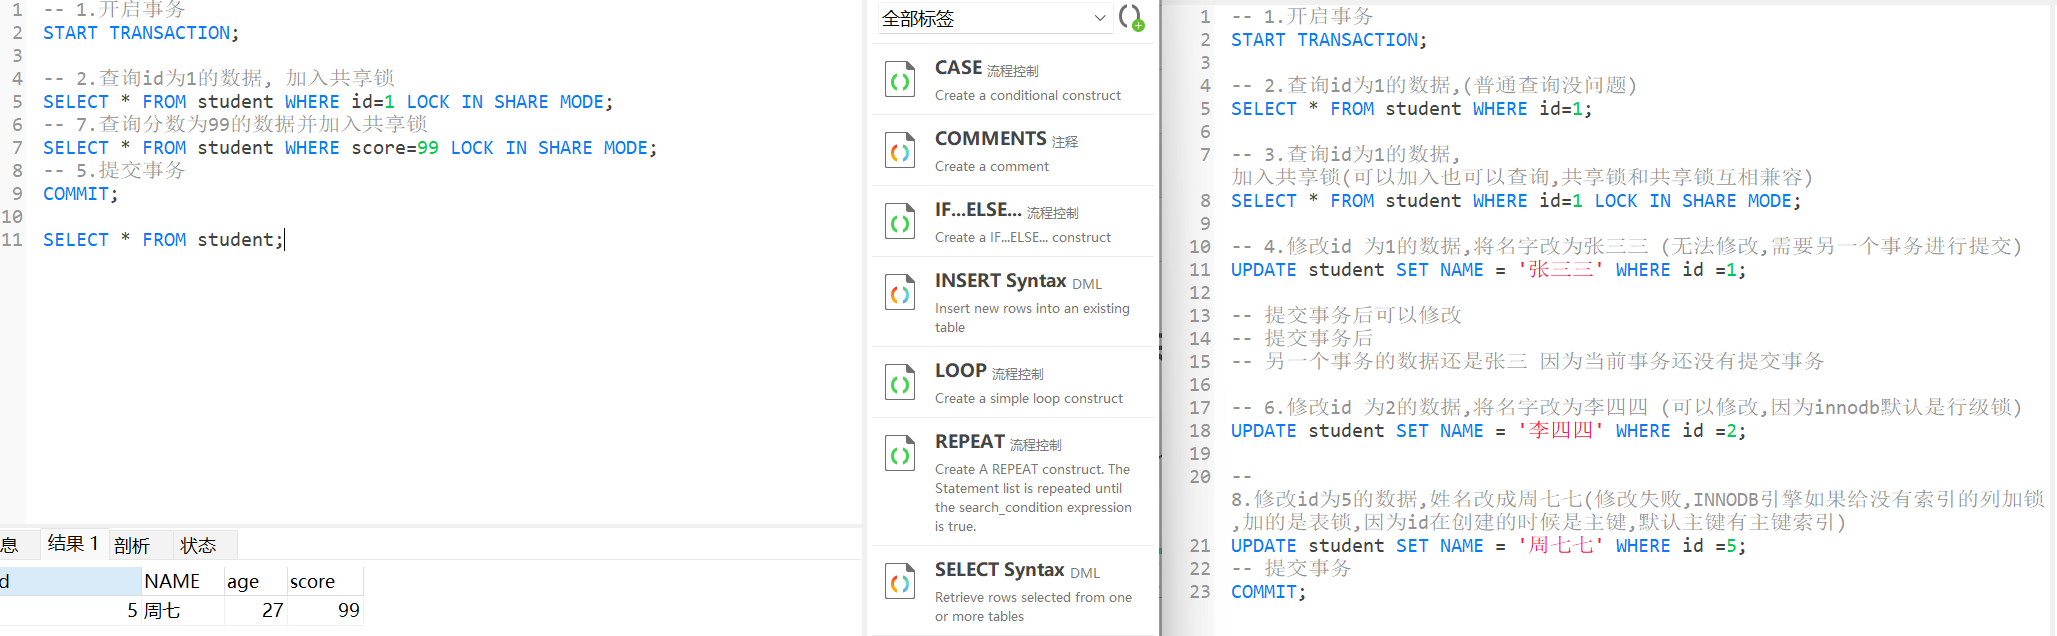 1 -- 1.开启事务
2 START TRANSACTION;
3
4 -- 2.查询id为1的数据, 加入共享锁
5 SELECT * FROM student WHERE id=1 LOCK IN SHARE MODE;
6 -- 7.查询分数为99的数据并加入共享锁
7 SELECT * FROM student WHERE score=99 LOCK IN SHARE MODE;
8 -- 5.提交事务
9 COMMIT;
10
11 SELECT * FROM student;
息 结果 1 剖析 状态
d NAME age score
5 周七 27 99
全部标签
CASE 流程控制
Create a conditional construct
COMMENTS 注释
Create a comment
IF...ELSE... 流程控制
Create a IF...ELSE... construct
INSERT Syntax DML
Insert new rows into an existing
table
LOOP 流程控制
Create a simple loop construct
REPEAT 流程控制
Create A REPEAT construct. The
Statement list is repeated until
the search_condition expression
is true.
SELECT Syntax DML
Retrieve rows selected from one
or more tables
1 -- 1.开启事务
2 START TRANSACTION;
3
4 -- 2.查询id为1的数据,(普通查询没问题)
5 SELECT * FROM student WHERE id=1;
6
7 -- 3.查询id为1的数据,
加入共享锁(可以加入也可以查询,共享锁和共享锁互相兼容)
8 SELECT * FROM student WHERE id=1 LOCK IN SHARE MODE;
9
10 -- 4.修改id 为1的数据,将名字改为张三三 (无法修改,需要另一个事务进行提交)
11 UPDATE student SET NAME = '张三三' WHERE id =1;
12
13 -- 提交事务后可以修改
14 -- 提交事务后
15 -- 另一个事务的数据还是张三 因为当前事务还没有提交事务
16
17 -- 6.修改id 为2的数据,将名字改为李四四 (可以修改,因为innodb默认是行级锁)
18 UPDATE student SET NAME = '李四四' WHERE id =2;
19
20 --
8.修改id为5的数据,姓名改成周七七(修改失败,INNODB引擎如果给没有索引的列加锁
,加的是表锁,因为id在创建的时候是主键,默认主键有主键索引)
21 UPDATE student SET NAME = '周七七' WHERE id =5;
22 -- 提交事务
23 COMMIT;